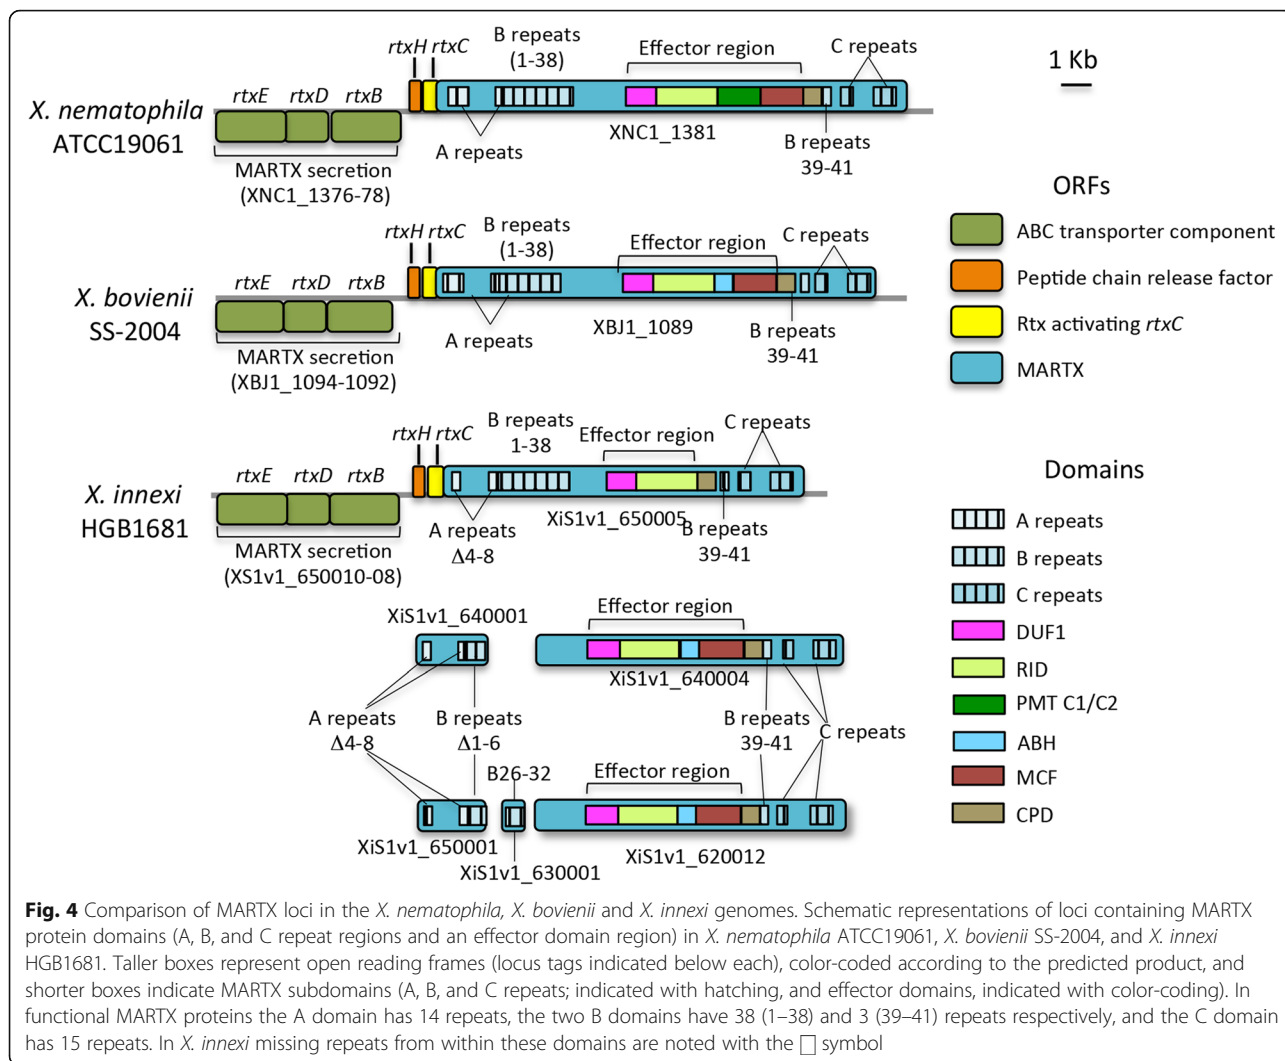 rtxH rtxC
B repeats
(1-38)
Effector region
C repeats
1 Kb
X. nematophila
ATCC19061
rtxE rtxD rtxB
A repeats
XNC1_1381
B repeats
39-41
MARTX secretion
(XNC1_1376-78)
ORFs
ABC transporter component
Peptide chain release factor
Rtx activating rtxC
MARTX
rtxH rtxC
B repeats
(1-38)
Effector region
C repeats
X. bovienii
SS-2004
rtxE rtxD rtxB
A repeats
XBJ1_1089
B repeats
39-41
MARTX secretion
(XBJ1_1094-1092)
rtxH rtxC
B repeats
1-38
Effector region
C repeats
X. innexi
HGB1681
rtxE rtxD rtxB
A repeats
Δ4-8
XiS1v1_650005
B repeats
39-41
MARTX secretion
(XS1v1_650010-08)
Domains
A repeats
B repeats
C repeats
DUF1
RID
PMT C1/C2
ABH
MCF
CPD
XiS1v1_640001
Effector region
XiS1v1_640004
A repeats
Δ4-8
B repeats
Δ1-6
B repeats
39-41
C repeats
B26-32
Effector region
XiS1v1_650001
XiS1v1_630001
XiS1v1_620012
Fig. 4 Comparison of MARTX loci in the X. nematophila, X. bovienii and X. innexi genomes. Schematic representations of loci containing MARTX
protein domains (A, B, and C repeat regions and an effector domain region) in X. nematophila ATCC19061, X. bovienii SS-2004, and X. innexi
HGB1681. Taller boxes represent open reading frames (locus tags indicated below each), color-coded according to the predicted product, and
shorter boxes indicate MARTX subdomains (A, B, and C repeats; indicated with hatching, and effector domains, indicated with color-coding). In
functional MARTX proteins the A domain has 14 repeats, the two B domains have 38 (1–38) and 3 (39–41) repeats respectively, and the C domain
has 15 repeats. In X. innexi missing repeats from within these domains are noted with the □ symbol